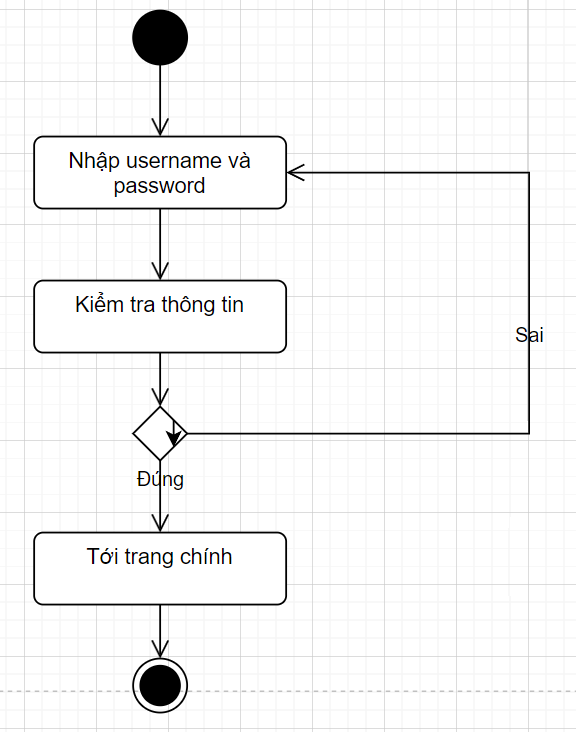 Nhập username và
password
Kiểm tra thông tin
Sai
Đúng
Tới trang chính